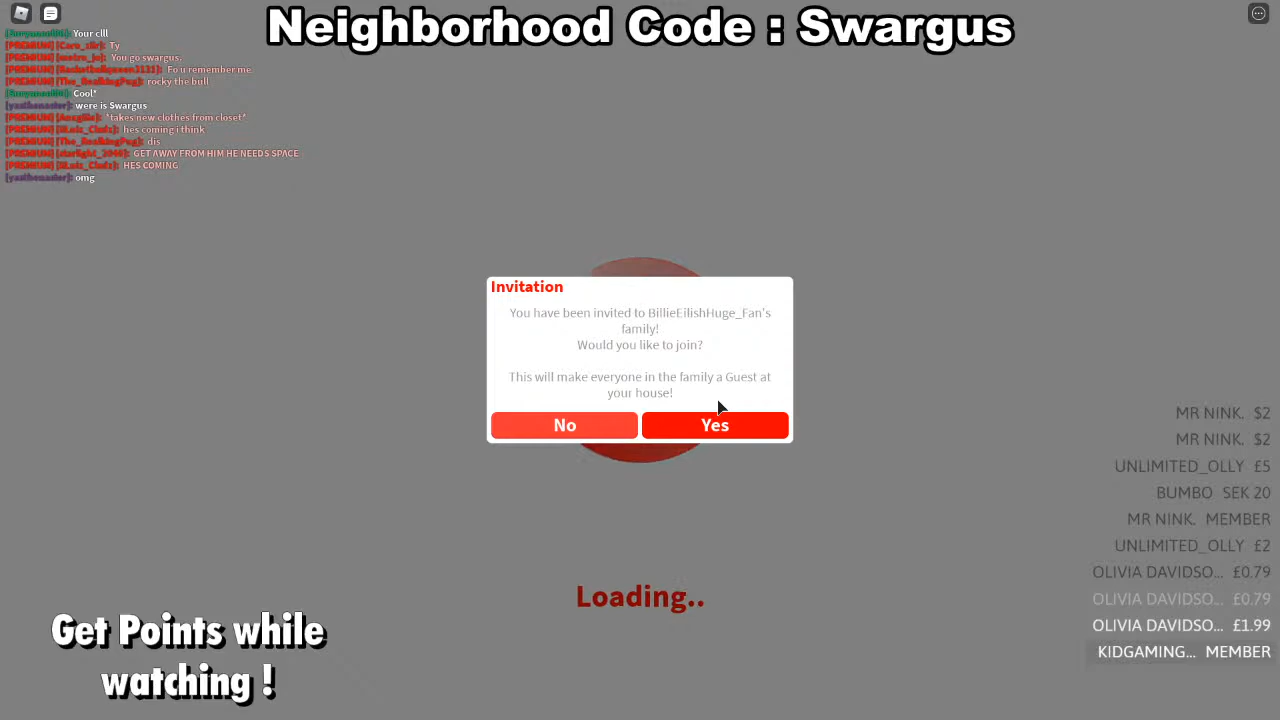 Neighborhood Code : Swargus
Your clll
Ty
You go swargus.
Fo u remember me
rocky the bull
Cool*
were is Swargus
*takes new clothes from closet*
hes coming i think
dis
GET AWAY FROM HIM HE NEEDS SPACE
HES COMING
omg
Invitation
You have been invited to BillieEilishHuge_Fan's
family!
Would you like to join?
This will make everyone in the family a Guest at
your house!
No
Yes
Loading..
MR NINK. $2
MR NINK. $2
UNLIMITED_OLLY £5
BUMBO SEK 20
MR NINK. MEMBER
UNLIMITED_OLLY £2
OLIVIA DAVIDSO... £0.79
OLIVIA DAVIDSO... £0.79
OLIVIA DAVIDSO... £1.99
KIDGAMING... MEMBER
Get Points while
watching !